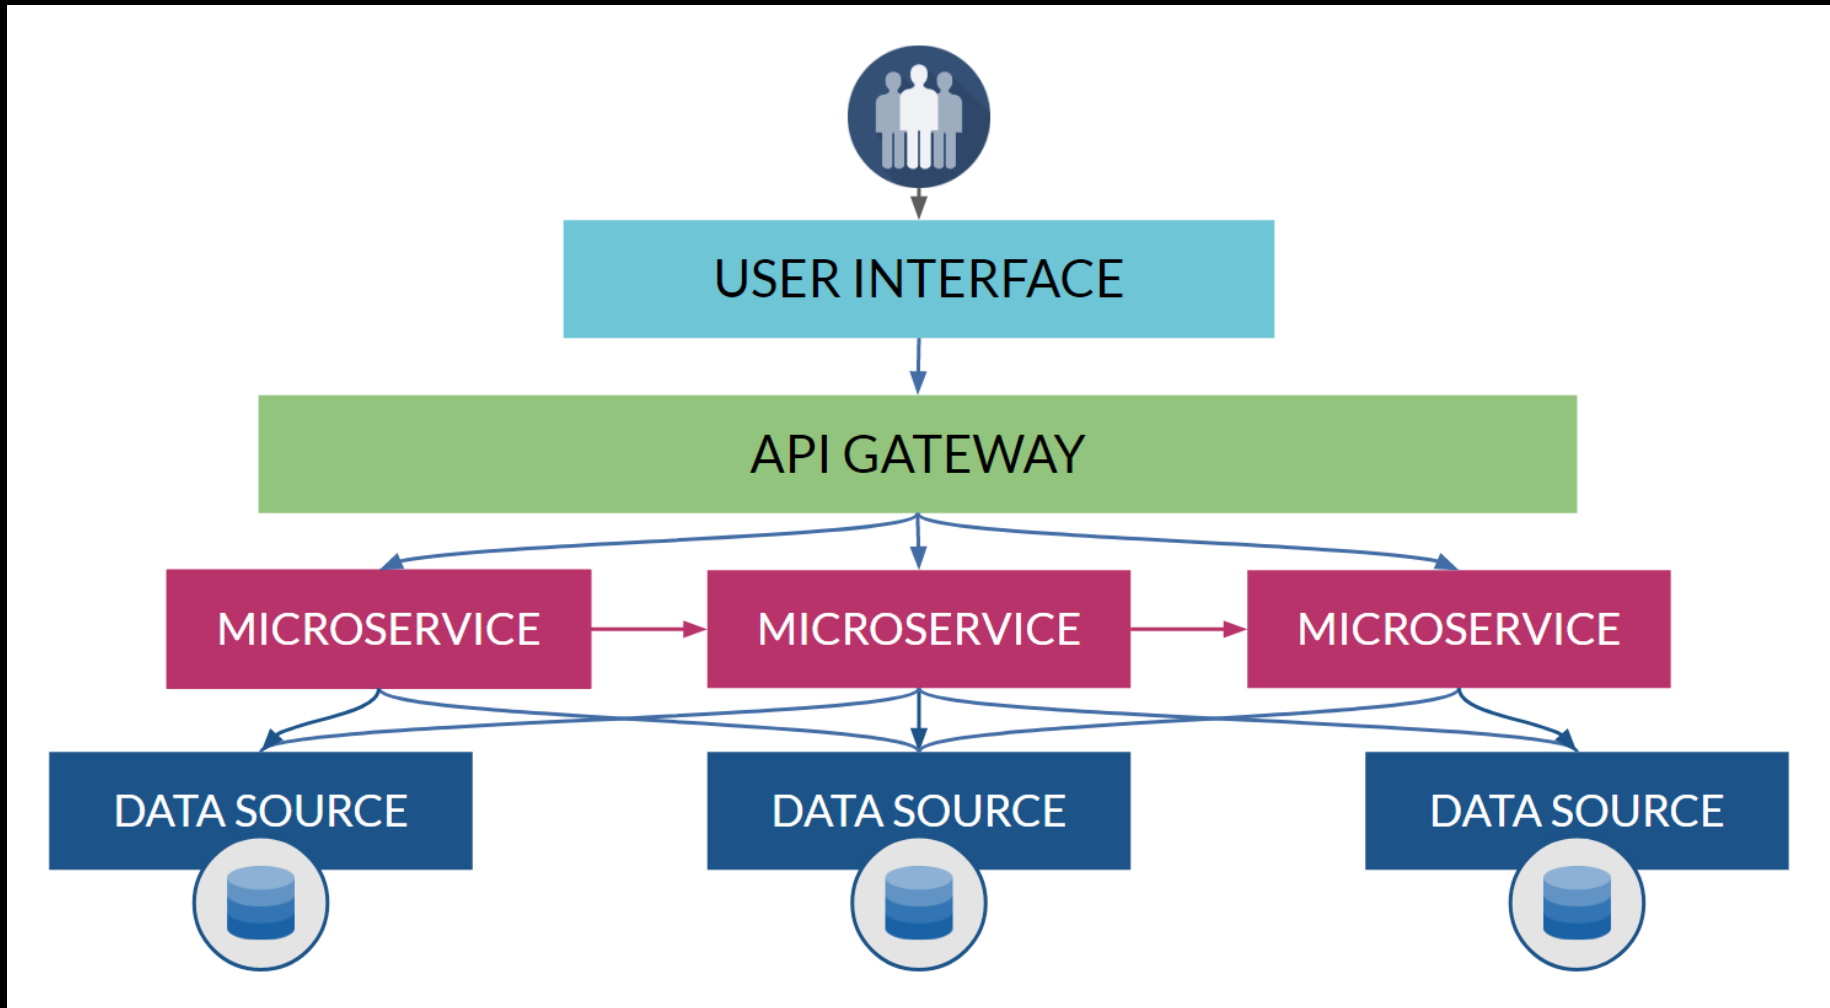 USER INTERFACE
API GATEWAY
MICROSERVICE
MICROSERVICE
MICROSERVICE
DATA SOURCE
DATA SOURCE
DATA SOURCE